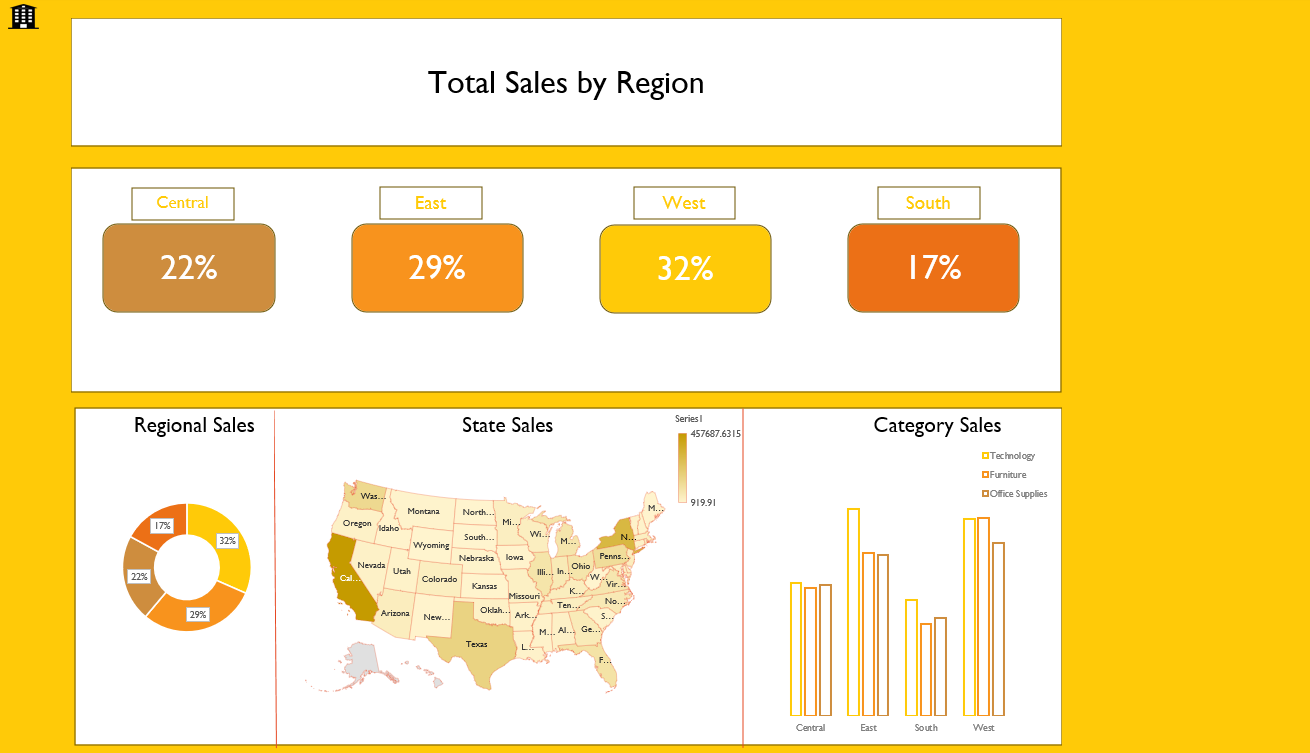 Total Sales by Region
Central
East
West
South
22%
29%
32%
17%
Regional Sales
17%
32%
22%
29%
State Sales
Series1
457687.6315
919.91
Was...
Montana
North...
M...
Oregon
Idaho
Mi...
Wi...
South...
M...
N...
Wyoming
Nebraska
Iowa
Penns...
Nevada
Utah
Colorado
Cal...
Illi...
In...
Ohio
W...
Vir...
Kansas
Missouri
K...
No...
Arizona
New...
Oklah...
Ark...
Ten...
S...
Texas
L...
M...
Al...
Ge...
F...
Category Sales
Technology
Furniture
Office Supplies
Central
East
South
West